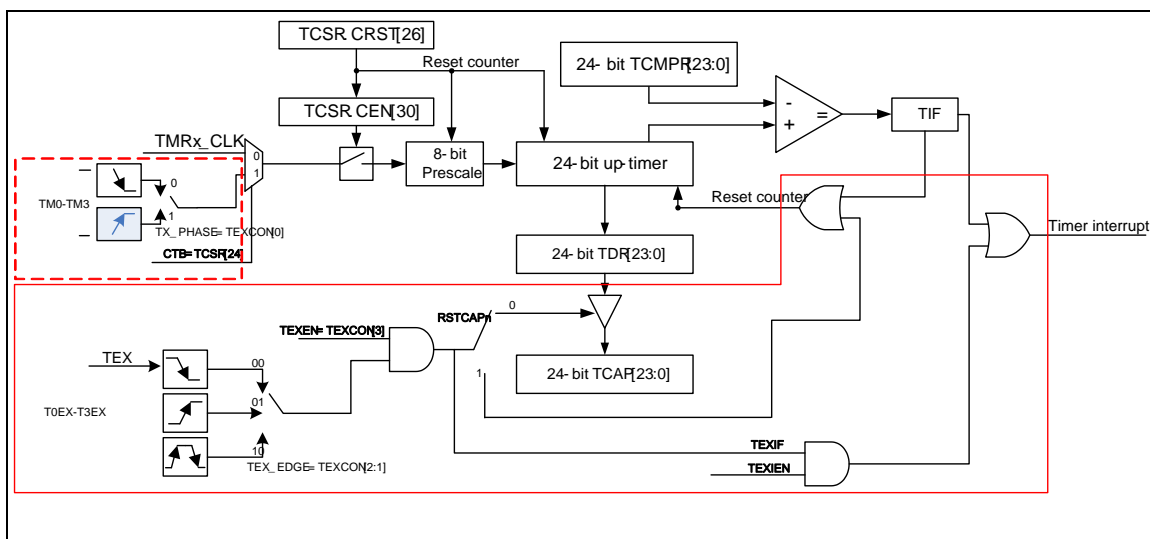 TCSR. CRST[26]
Reset counter
24- bit TCMPR[23:0]
TCSR. CEN[30]
-
=
+
TIF
TMRx_CLK
0
1
8-bit
Prescale
24-bit up-timer
0
TM0-TM3
1
TX_PHASE= TEXCON[0]
CTB= TCSR[24]
Reset counter
Timer interrupt
24- bit TDR[23:0]
RSTCAPn
0
TEXEN= TEXCON[3]
TEX
00
1
24- bit TCAP[23:0]
T0EX-T3EX
01
10
TEX_EDGE= TEXCON[2:1]
TEXIF
TEXIEN